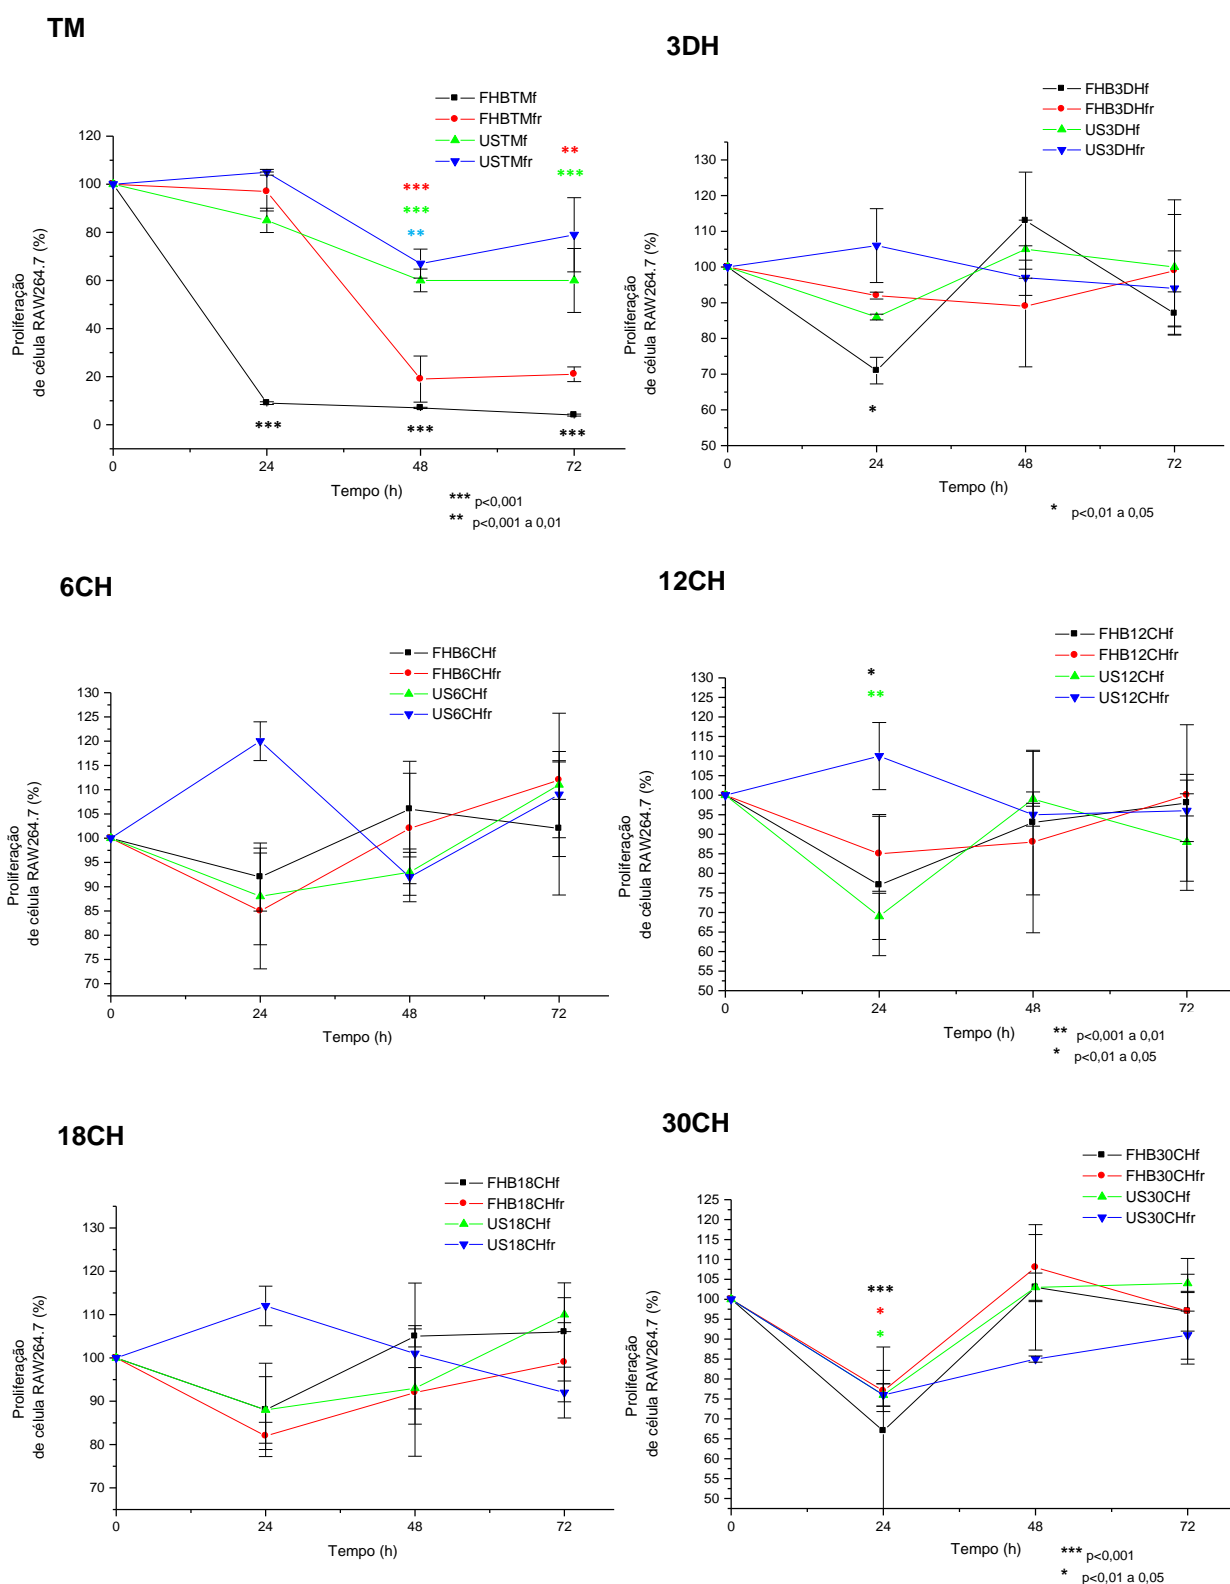 TM
FHBTMf
FHBTMfr
USTMf
USTMfr
120
100
80
60
40
20
0
**
***
***
***
**
***
***
***
0
24
48
72
Proliferação
de célula RAW264.7 (%)
Tempo (h)
*** p<0,001
** p<0,001 a 0,01
3DH
FHB3DHf
FHB3DHfr
US3DHf
US3DHfr
130
120
110
100
90
80
70
60
50
*
0
24
48
72
Proliferação
de célula RAW264.7 (%)
Tempo (h)
* p<0,01 a 0,05
6CH
FHB6CHf
FHB6CHfr
US6CHf
US6CHfr
130
125
120
115
110
105
100
95
90
85
80
75
70
0
24
48
72
Proliferação
de célula RAW264.7 (%)
Tempo (h)
12CH
FHB12CHf
FHB12CHfr
US12CHf
US12CHfr
130
125
120
115
110
105
100
95
90
85
80
75
70
65
60
55
50
*
**
0
24
48
72
Proliferação
de célula RAW264.7 (%)
Tempo (h)
** p<0,001 a 0,01
* p<0,01 a 0,05
18CH
FHB18CHf
FHB18CHfr
US18CHf
US18CHfr
130
120
110
100
90
80
70
0
24
48
72
Proliferação
de célula RAW264.7 (%)
Tempo (h)
30CH
FHB30CHf
FHB30CHfr
US30CHf
US30CHfr
125
120
115
110
105
100
95
90
85
80
75
70
65
60
55
50
***
*
*
0
24
48
72
Proliferação
de célula RAW264.7 (%)
Tempo (h)
*** p<0,001
* p<0,01 a 0,05